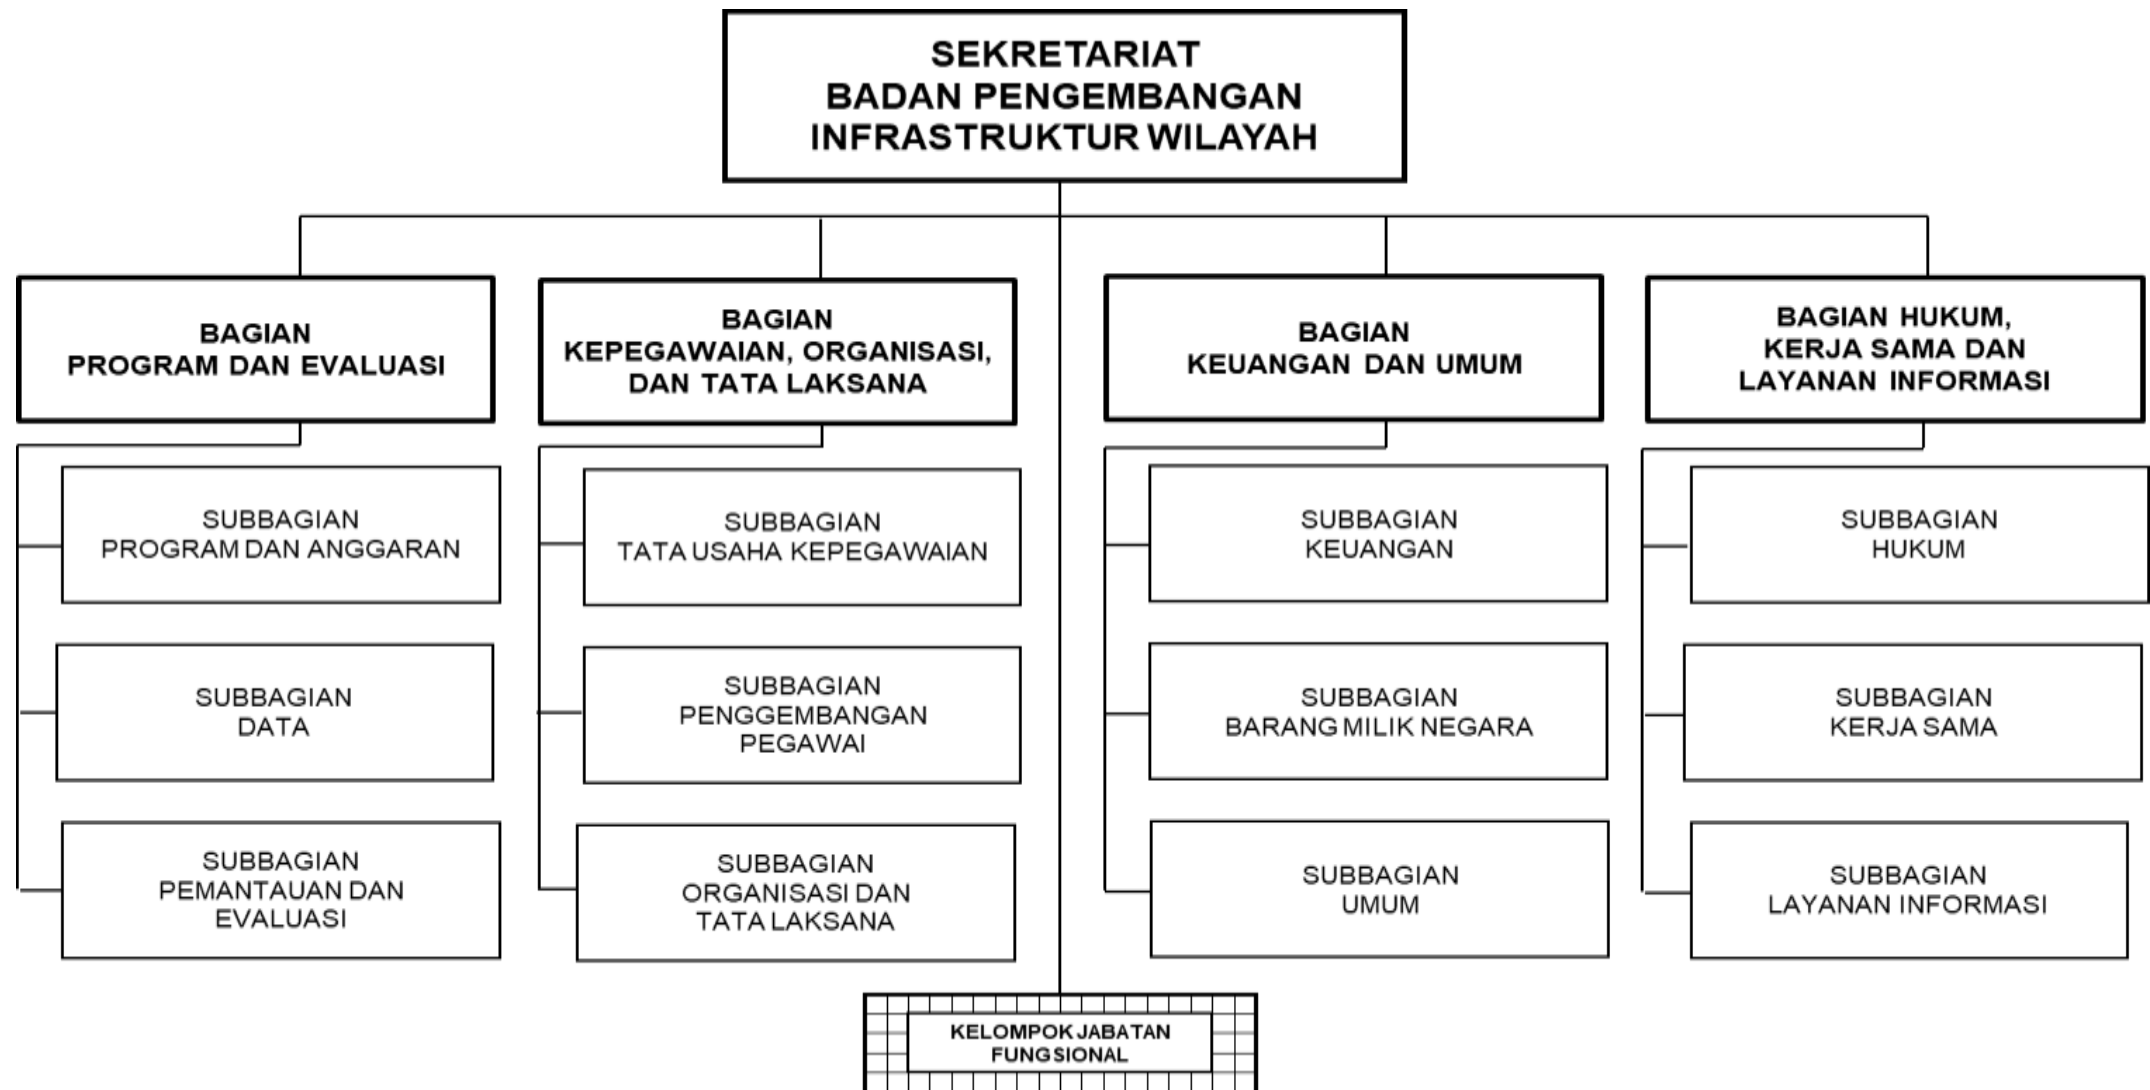 SEKRETARIAT
BADAN PENGEMBANGAN
INFRASTRUKTUR WILAYAH
BAGIAN
PROGRAM DAN EVALUASI
BAGIAN
KEPEGAWAIAN, ORGANISASI,
DAN TATA LAKSANA
BAGIAN
KEUANGAN DAN UMUM
BAGIAN HUKUM,
KERJA SAMA DAN
LAYANAN INFORMASI
SUBBAGIAN
PROGRAM DAN ANGGARAN
SUBBAGIAN
TATA USAHA KEPEGAWAIAN
SUBBAGIAN
KEUANGAN
SUBBAGIAN
HUKUM
SUBBAGIAN
DATA
SUBBAGIAN
PENGGEMBANGAN
PEGAWAI
SUBBAGIAN
BARANG MILIK NEGARA
SUBBAGIAN
KERJA SAMA
SUBBAGIAN
PEMANTAUAN DAN
EVALUASI
SUBBAGIAN
ORGANISASI DAN
TATA LAKSANA
SUBBAGIAN
UMUM
SUBBAGIAN
LAYANAN INFORMASI
KELOMPOK JABATAN
FUNGSIONAL